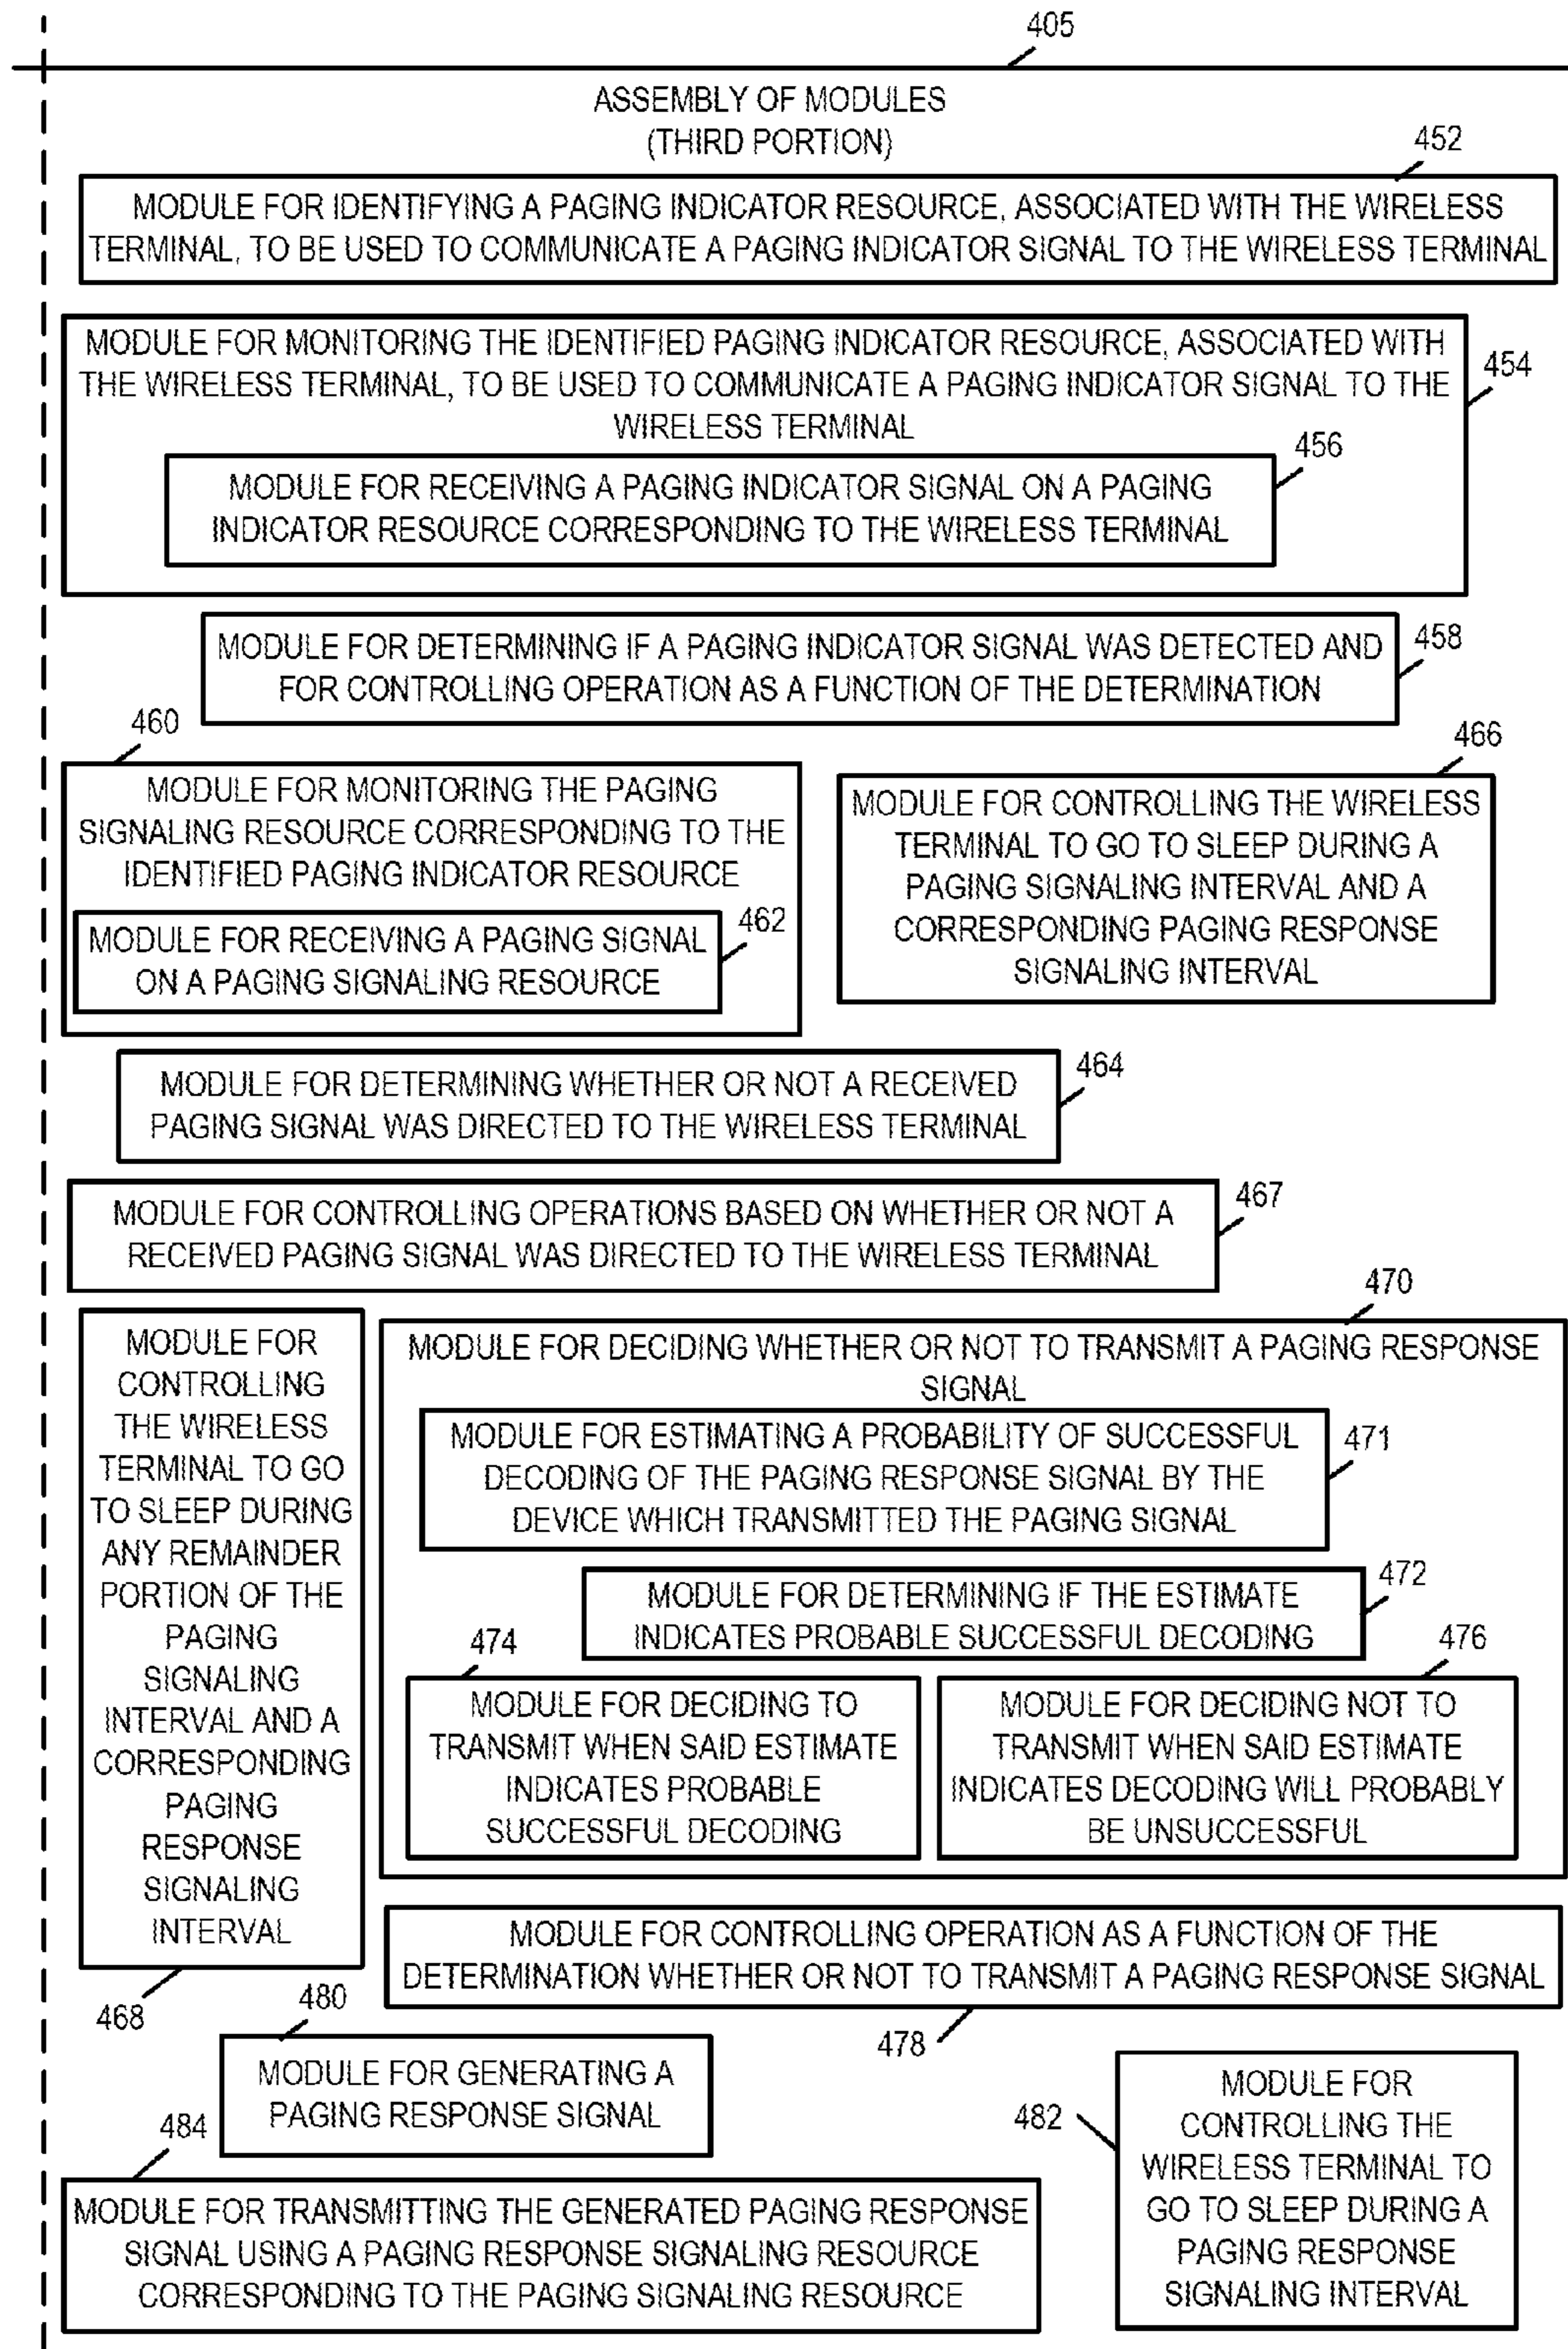 405
ASSEMBLY OF MODULES
(THIRD PORTION)
452
MODULE FOR IDENTIFYING A PAGING INDICATOR RESOURCE, ASSOCIATED WITH THE WIRELESS
TERMINAL, TO BE USED TO COMMUNICATE A PAGING INDICATOR SIGNAL TO THE WIRELESS TERMINAL
MODULE FOR MONITORING THE IDENTIFIED PAGING INDICATOR RESOURCE, ASSOCIATED WITH
THE WIRELESS TERMINAL, TO BE USED TO COMMUNICATE A PAGING INDICATOR SIGNAL TO THE
WIRELESS TERMINAL
454
456
MODULE FOR RECEIVING A PAGING INDICATOR SIGNAL ON A PAGING
INDICATOR RESOURCE CORRESPONDING TO THE WIRELESS TERMINAL
MODULE FOR DETERMINING IF A PAGING INDICATOR SIGNAL WAS DETECTED AND
FOR CONTROLLING OPERATION AS A FUNCTION OF THE DETERMINATION
458
460
MODULE FOR MONITORING THE PAGING
SIGNALING RESOURCE CORRESPONDING TO THE
IDENTIFIED PAGING INDICATOR RESOURCE
462
MODULE FOR RECEIVING A PAGING SIGNAL
ON A PAGING SIGNALING RESOURCE
466
MODULE FOR CONTROLLING THE WIRELESS
TERMINAL TO GO TO SLEEP DURING A
PAGING SIGNALING INTERVAL AND A
CORRESPONDING PAGING RESPONSE
SIGNALING INTERVAL
MODULE FOR DETERMINING WHETHER OR NOT A RECEIVED
PAGING SIGNAL WAS DIRECTED TO THE WIRELESS TERMINAL
464
MODULE FOR CONTROLLING OPERATIONS BASED ON WHETHER OR NOT A
RECEIVED PAGING SIGNAL WAS DIRECTED TO THE WIRELESS TERMINAL
467
MODULE FOR
CONTROLLING
THE WIRELESS
TERMINAL TO GO
TO SLEEP DURING
ANY REMAINDER
PORTION OF THE
PAGING
SIGNALING
INTERVAL AND A
CORRESPONDING
PAGING
RESPONSE
SIGNALING
INTERVAL
468
470
MODULE FOR DECIDING WHETHER OR NOT TO TRANSMIT A PAGING RESPONSE
SIGNAL
MODULE FOR ESTIMATING A PROBABILITY OF SUCCESSFUL
DECODING OF THE PAGING RESPONSE SIGNAL BY THE
DEVICE WHICH TRANSMITTED THE PAGING SIGNAL
471
MODULE FOR DETERMINING IF THE ESTIMATE
INDICATES PROBABLE SUCCESSFUL DECODING
472
474
MODULE FOR DECIDING TO
TRANSMIT WHEN SAID ESTIMATE
INDICATES PROBABLE
SUCCESSFUL DECODING
476
MODULE FOR DECIDING NOT TO
TRANSMIT WHEN SAID ESTIMATE
INDICATES DECODING WILL PROBABLY
BE UNSUCCESSFUL
MODULE FOR CONTROLLING OPERATION AS A FUNCTION OF THE
DETERMINATION WHETHER OR NOT TO TRANSMIT A PAGING RESPONSE SIGNAL
478
480
MODULE FOR GENERATING A
PAGING RESPONSE SIGNAL
482
MODULE FOR
CONTROLLING THE
WIRELESS TERMINAL TO
GO TO SLEEP DURING A
PAGING RESPONSE
SIGNALING INTERVAL
484
MODULE FOR TRANSMITTING THE GENERATED PAGING RESPONSE
SIGNAL USING A PAGING RESPONSE SIGNALING RESOURCE
CORRESPONDING TO THE PAGING SIGNALING RESOURCE